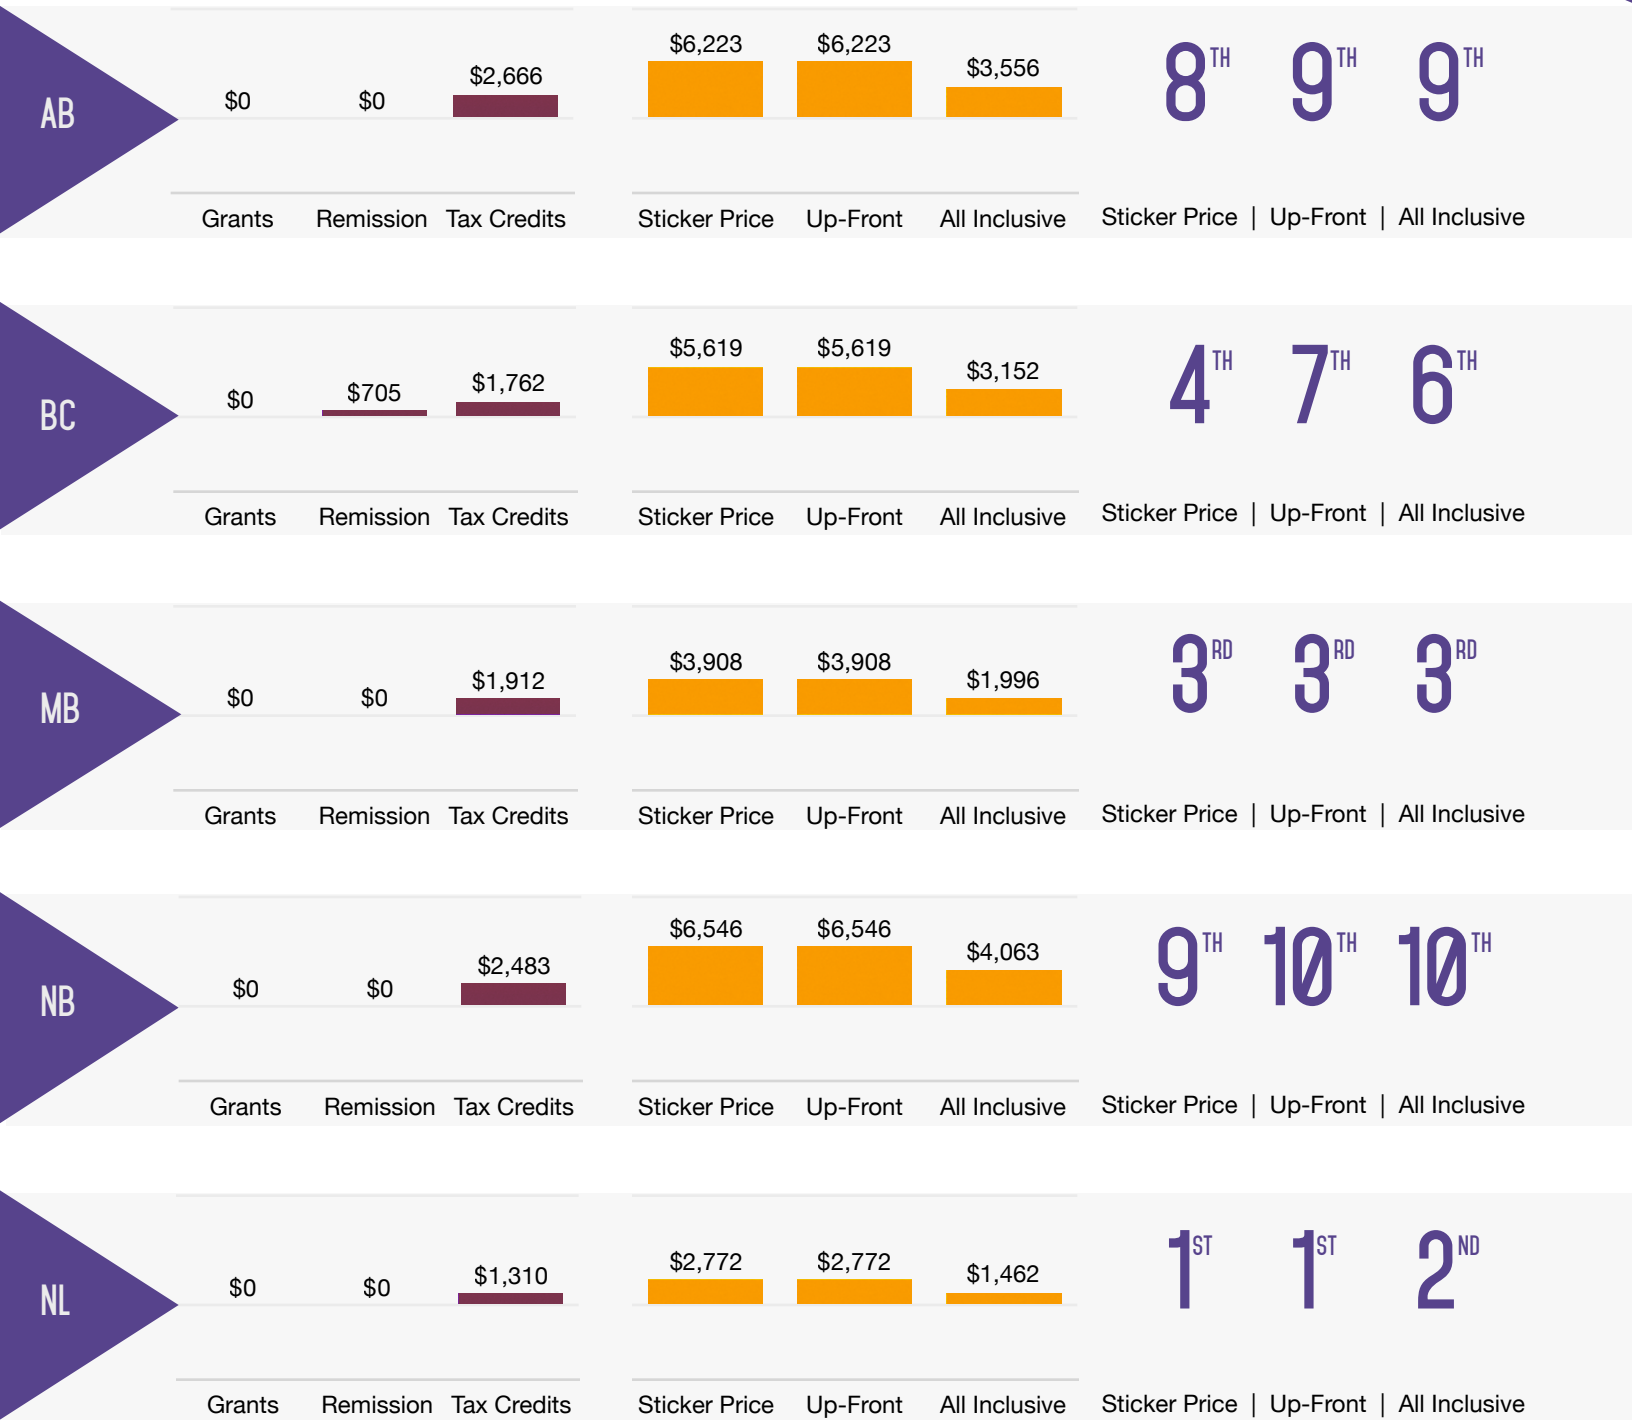 AB
$0 $0 $2,666
Grants Remission Tax Credits
$6,223 $6,223 $3,556
Sticker Price Up-Front All Inclusive
8TH 9TH 9TH
Sticker Price | Up-Front | All Inclusive
BC
$0 $705 $1,762
Grants Remission Tax Credits
$5,619 $5,619 $3,152
Sticker Price Up-Front All Inclusive
4TH 7TH 6TH
Sticker Price | Up-Front | All Inclusive
MB
$0 $0 $1,912
Grants Remission Tax Credits
$3,908 $3,908 $1,996
Sticker Price Up-Front All Inclusive
3RD 3RD 3RD
Sticker Price | Up-Front | All Inclusive
NB
$0 $0 $2,483
Grants Remission Tax Credits
$6,546 $6,546 $4,063
Sticker Price Up-Front All Inclusive
9TH 10TH 10TH
Sticker Price | Up-Front | All Inclusive
NL
$0 $0 $1,310
Grants Remission Tax Credits
$2,772 $2,772 $1,462
Sticker Price Up-Front All Inclusive
1ST 1ST 2ND
Sticker Price | Up-Front | All Inclusive